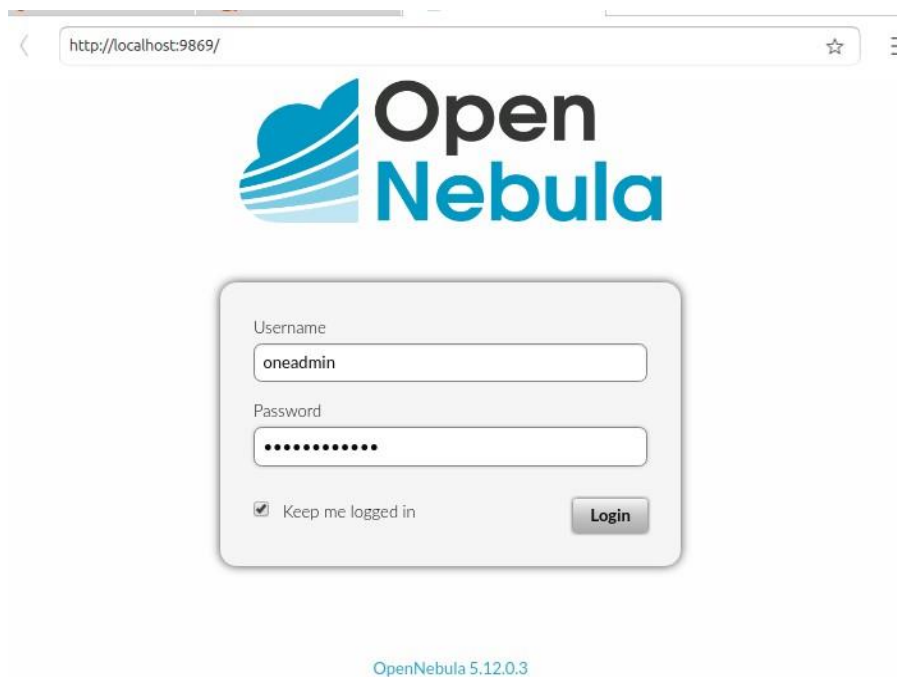 http://localhost:9869/
Open
Nebula
Username
oneadmin
Password
••••••••••••
Keep me logged in
Login
OpenNebula 5.12.0.3